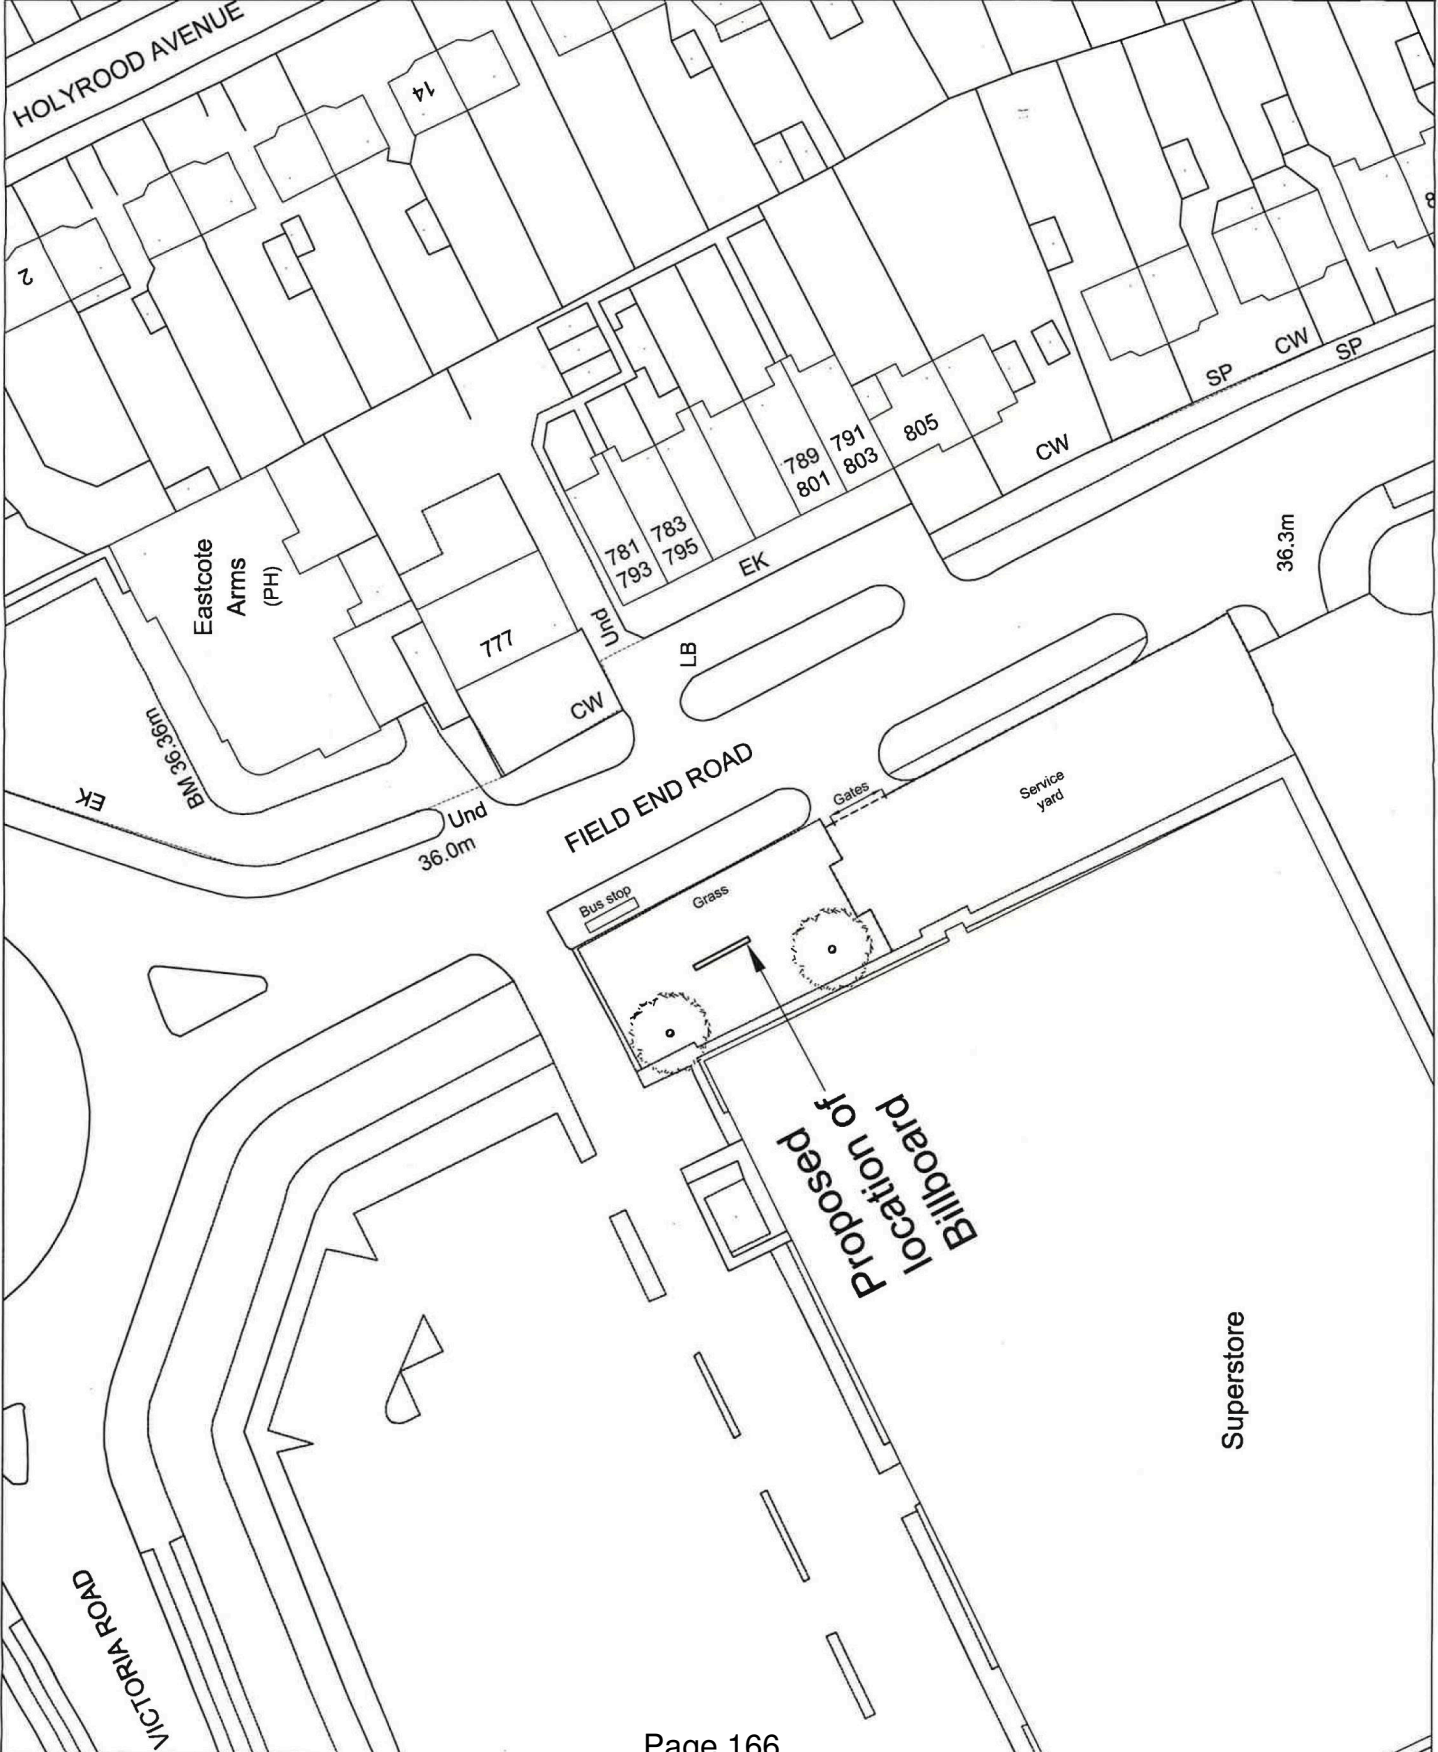 HOLYROOD AVENUE
14
2
8
SP
CW
SP
CW
805
791
803
789
801
783
795
781
793
EK
36.3m
Eastcote
Arms
(PH)
777
Und
LB
CW
BM 36.36m
EK
Und
36.0m
FIELD END ROAD
Gates
Service
yard
Bus stop
Grass
Proposed
location of
Billboard
Superstore
VICTORIA ROAD
Page 166